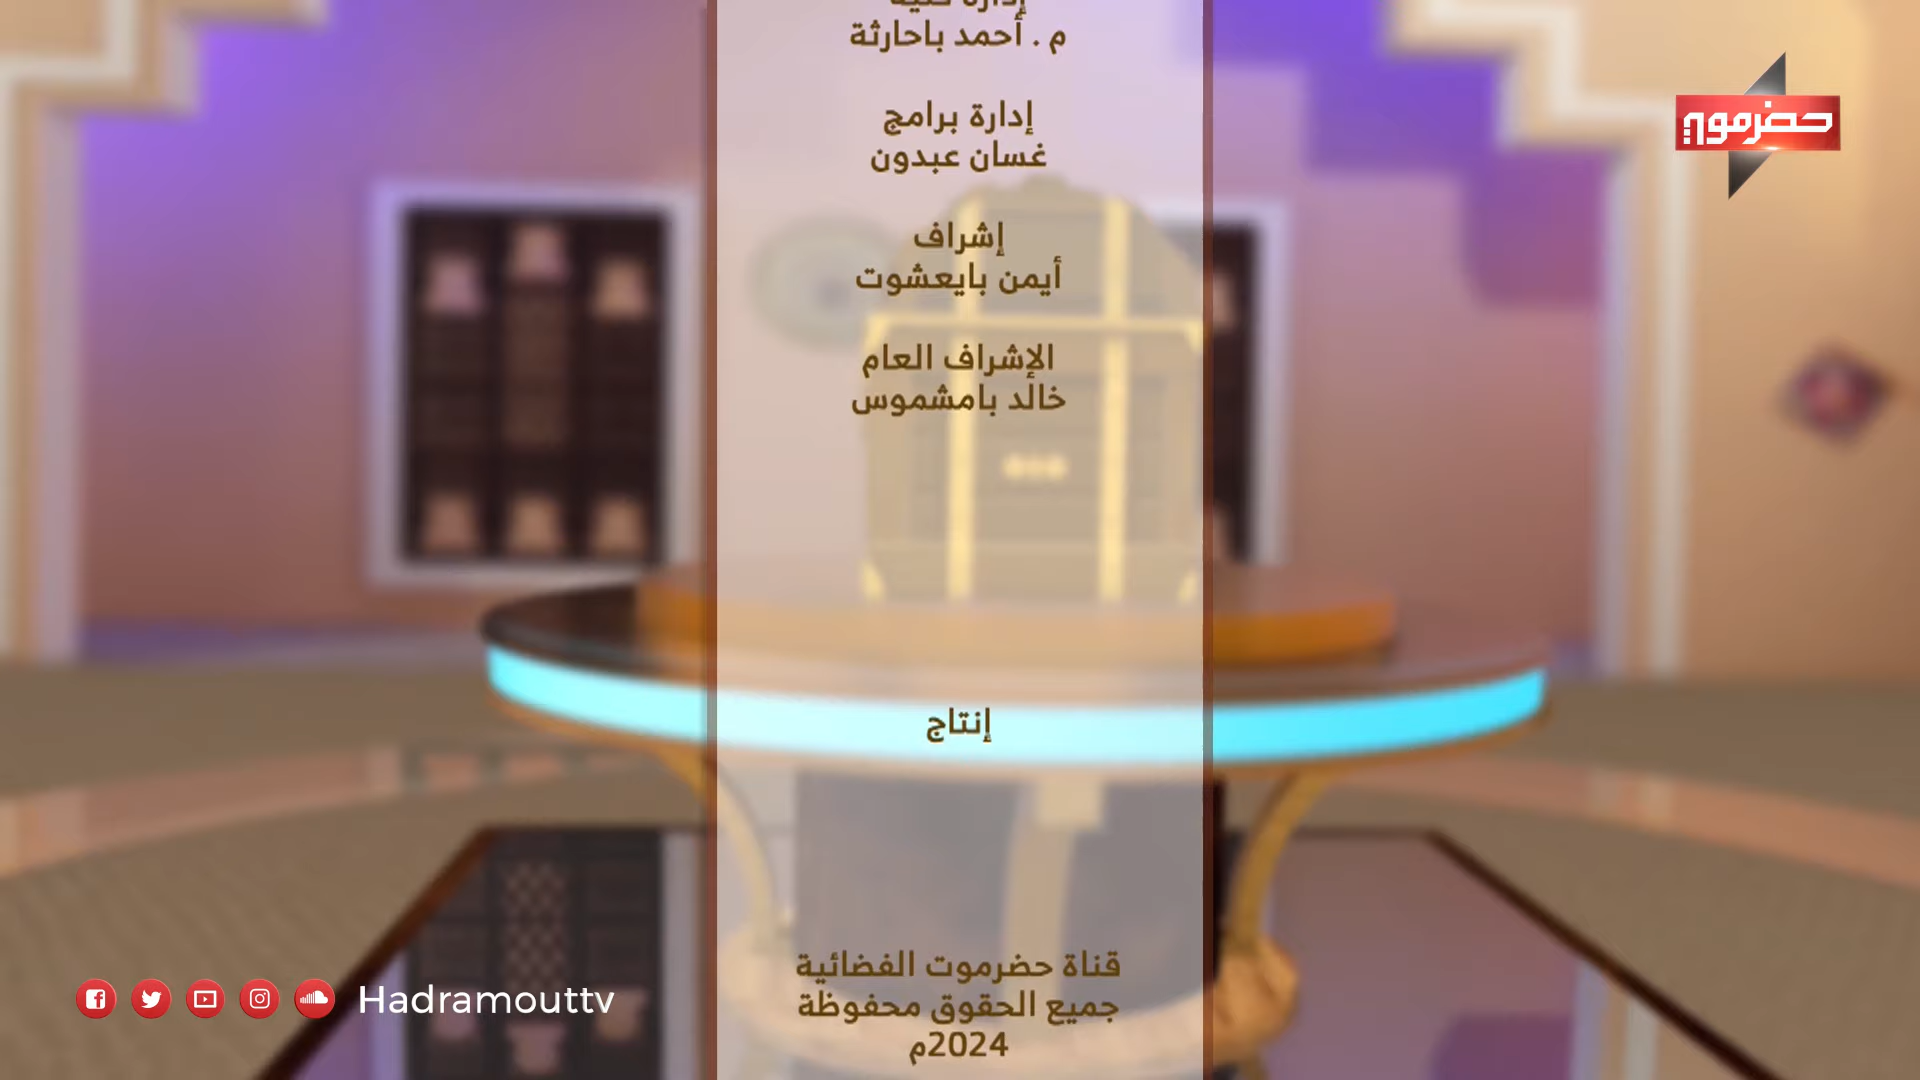 م . أحمد باحارثة
إدارة برامج
غسان عبدون
إشراف
أيمن بايعشوت
الإشراف العام
خالد بامشموس
إنتاج
قناة حضرموت الفضائية
جميع الحقوق محفوظة
2024م
حضرموت
Hadramouttv